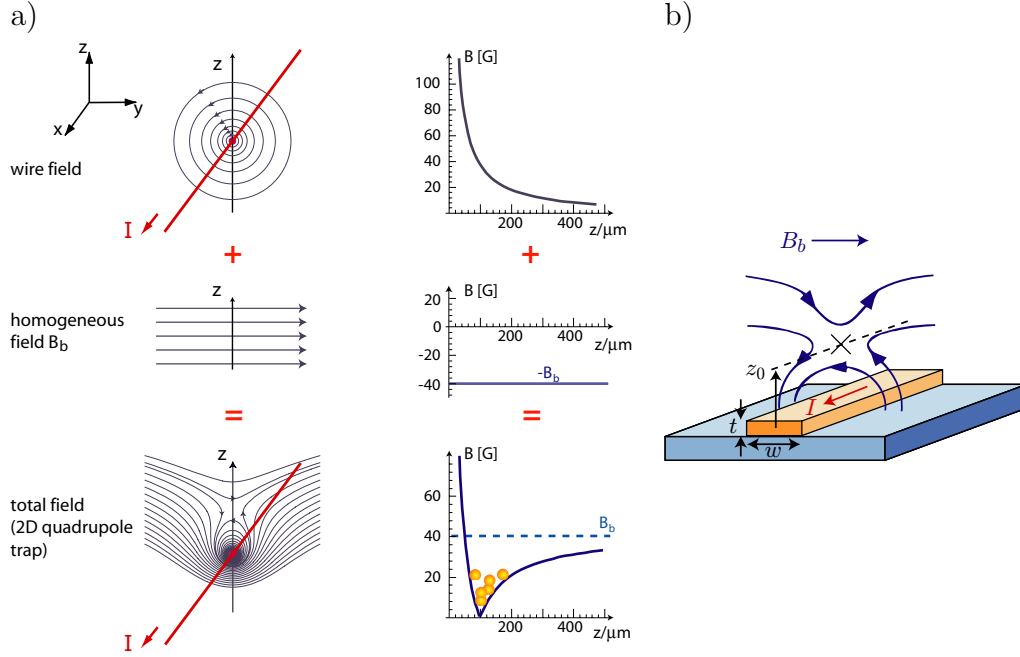 a)
b)
z
y
x
wire field
z
I
B [G]
100
80
60
40
20
200
400
z/μm
+
+
homogeneous
field B_b
z
B [G]
20
0
-20
-40
200
400
z/μm
-B_b
=
=
total field
(2D quadrupole
trap)
z
I
B [G]
60
40
20
B_b
200
400
z/μm
B_b
z_0
I
t
w